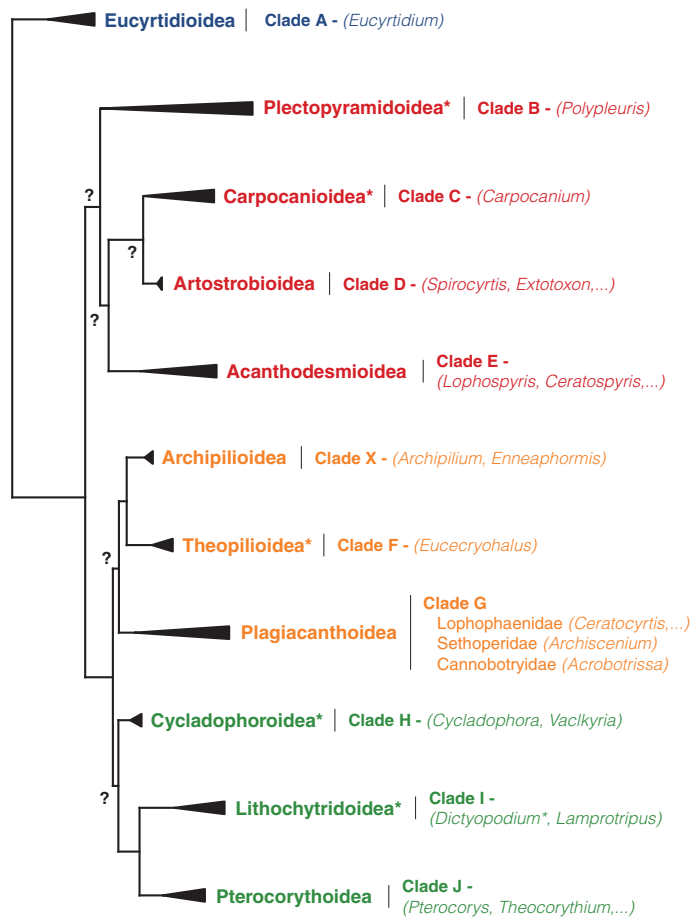 Eucyrtidioidea Clade A - (Eucyrtidium)
Plectopyramidoidea* Clade B - (Polypleuris)
?
Carpocanioidea* Clade C - (Carpocanium)
?
Artostrobioidea Clade D - (Spirocyrtis, Extotoxon,...)
?
Acanthodesmioidea Clade E -
(Lophospyris, Ceratospyris,...)
Archipilioidea Clade X - (Archipilium, Enneaphormis)
Theopilioidea* Clade F - (Eucecryohalus)
?
Plagiacanthoidea Clade G
Lophophaenidae (Ceratocyrtis,...)
Sethoperidae (Archiscenium)
Cannobotryidae (Acrobotrissa)
Cycladophoroidea* Clade H - (Cycladophora, Vaclkyria)
?
Lithochytridoidea* Clade I -
(Dictyopodium*, Lamprotripus)
Pterocorythoidea Clade J -
(Pterocorys, Theocorythium,...)